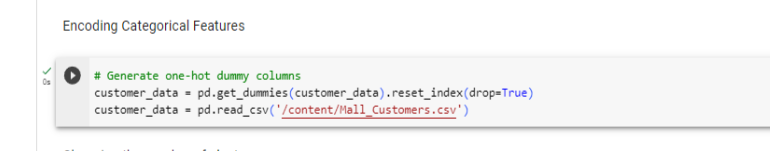 Encoding Categorical Features
0s
# Generate one-hot dummy columns
customer_data = pd.get_dummies(customer_data).reset_index(drop=True)
customer_data = pd.read_csv('/content/Mall_Customers.csv')